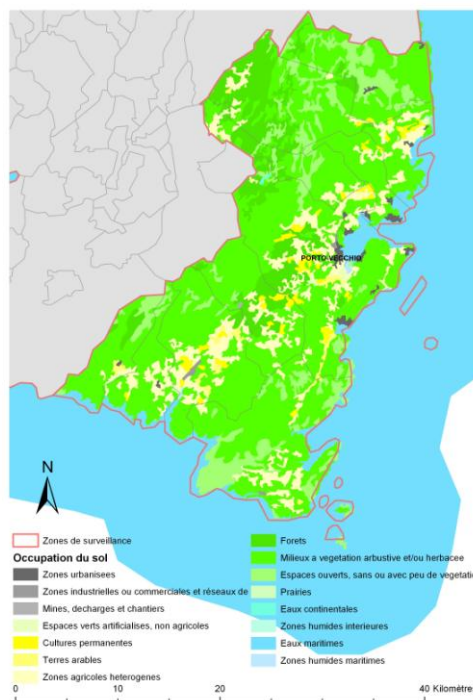 PORTO-VECCHIO
N
Zones de surveillance
Occupation du sol
Zones urbanisees
Zones industrielles ou commerciales et réseaux de
Mines, decharges et chantiers
Espaces verts artificialises, non agricoles
Cultures permanentes
Terres arables
Zones agricoles heterogenes
Forets
Milieux a vegetation arbustive et/ou herbacee
Espaces ouverts, sans ou avec peu de vegetati
Prairies
Eaux continentales
Zones humides interieures
Eaux maritimes
Zones humides maritimes
0 10 20 40 Kilomètre